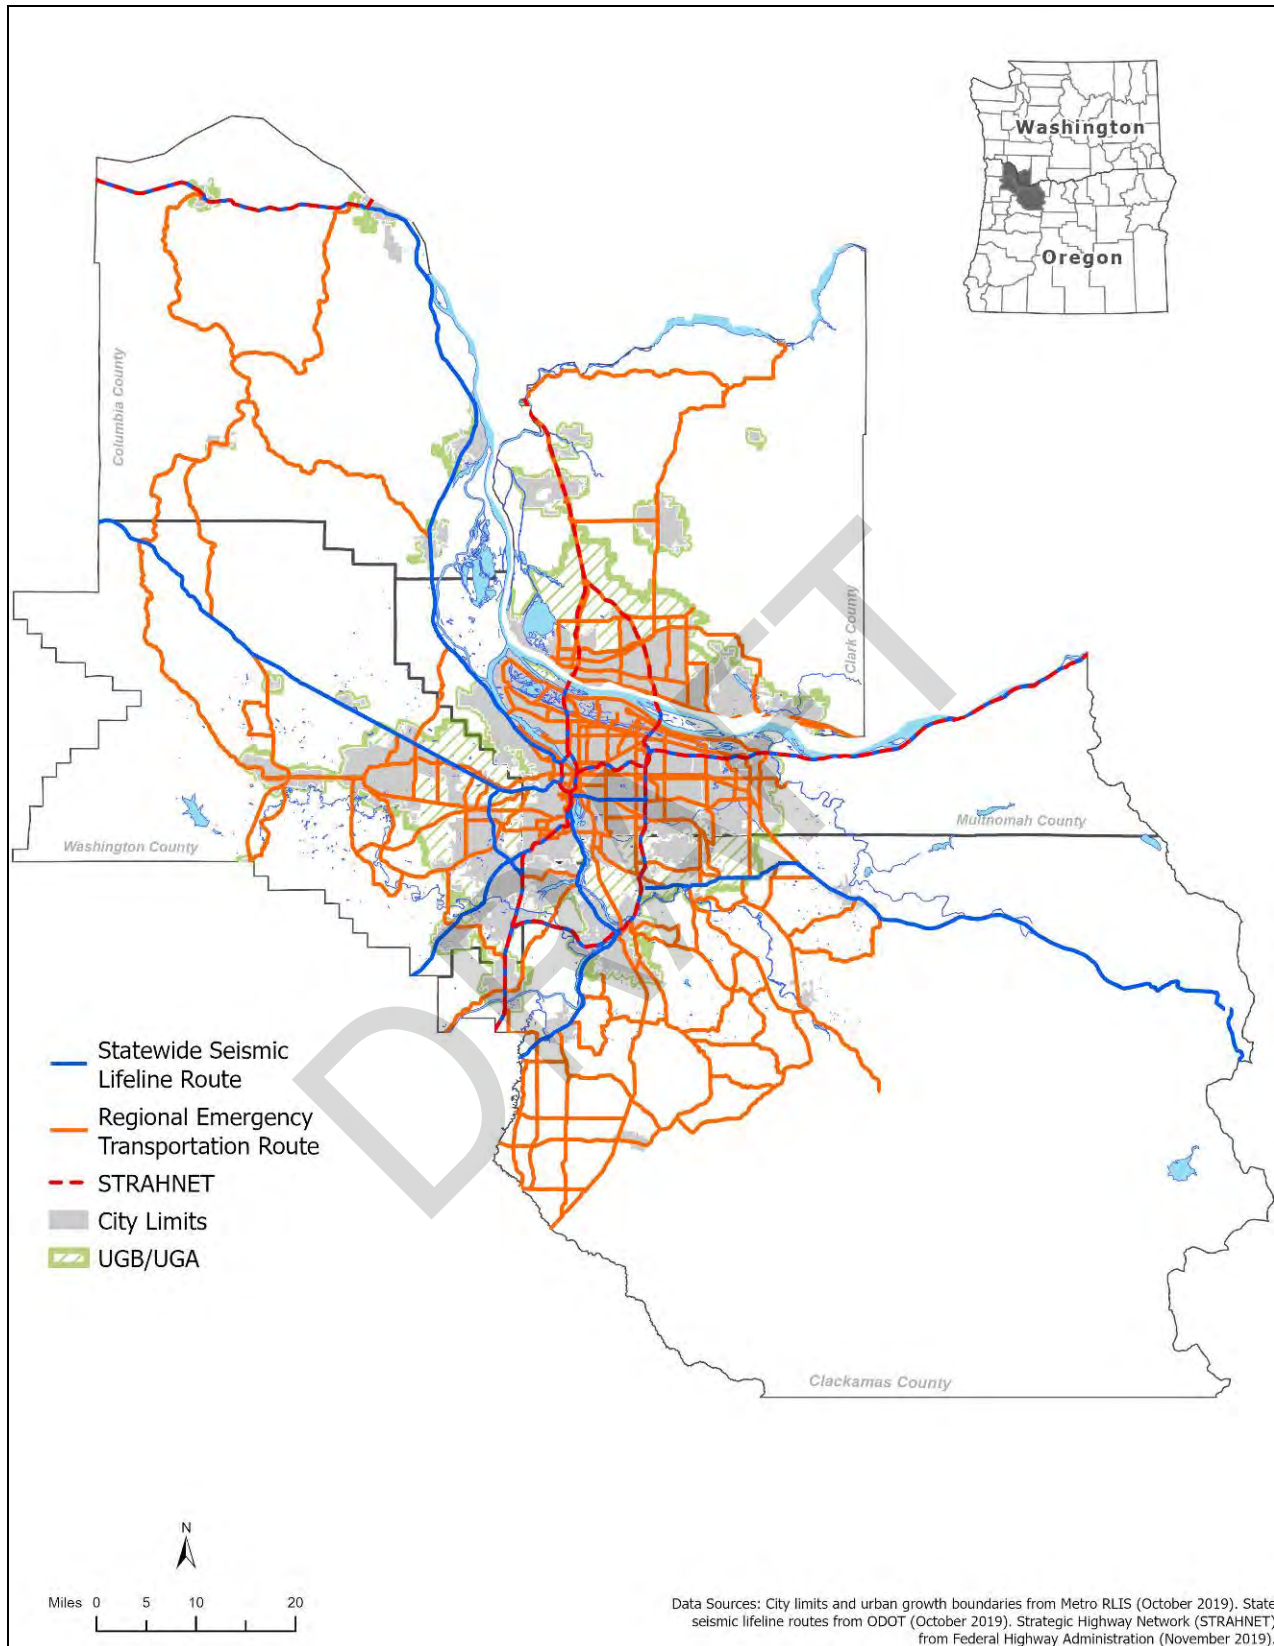 Washington
Oregon
Columbia County
Clark County
Multnomah County
Washington County
DRAFT
Statewide Seismic
Lifeline Route
Regional Emergency
Transportation Route
STRAHNET
City Limits
UGB/UGA
Clackamas County
N
Miles 0 5 10 20
Data Sources: City limits and urban growth boundaries from Metro RLIS (October 2019). State
seismic lifeline routes from ODOT (October 2019). Strategic Highway Network (STRAHNET)
from Federal Highway Administration (November 2019).